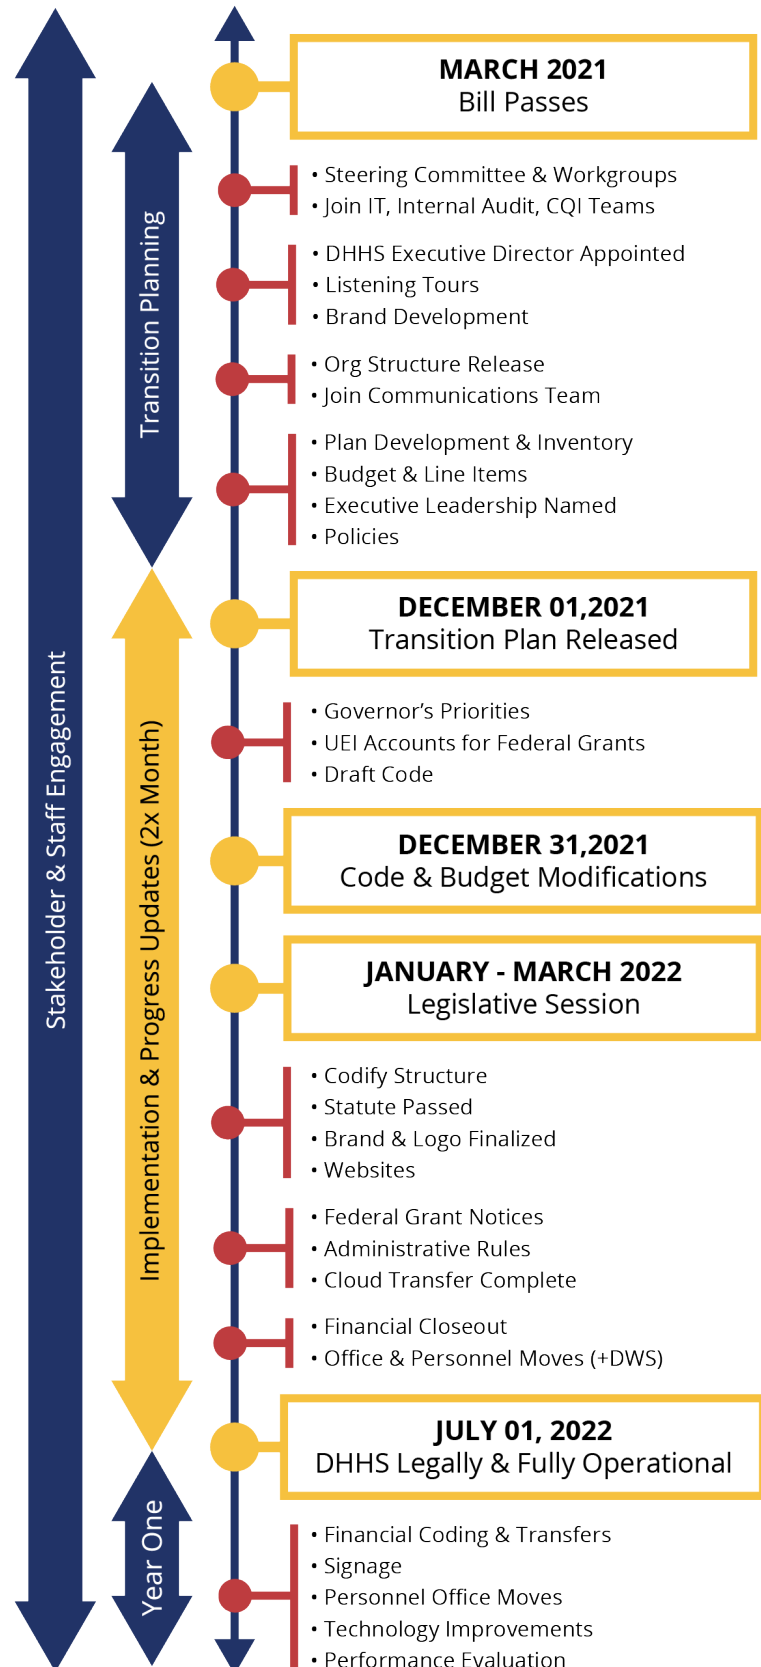 MARCH 2021
Bill Passes
• Steering Committee & Workgroups
• Join IT, Internal Audit, CQI Teams
• DHHS Executive Director Appointed
• Listening Tours
• Brand Development
• Org Structure Release
• Join Communications Team
• Plan Development & Inventory
• Budget & Line Items
• Executive Leadership Named
• Policies
Transition Planning
DECEMBER 01,2021
Transition Plan Released
• Governor’s Priorities
• UEI Accounts for Federal Grants
• Draft Code
DECEMBER 31,2021
Code & Budget Modifications
JANUARY - MARCH 2022
Legislative Session
Stakeholder & Staff Engagement
Implementation & Progress Updates (2x Month)
• Codify Structure
• Statute Passed
• Brand & Logo Finalized
• Websites
• Federal Grant Notices
• Administrative Rules
• Cloud Transfer Complete
• Financial Closeout
• Office & Personnel Moves (+DWS)
JULY 01, 2022
DHHS Legally & Fully Operational
Year One
• Financial Coding & Transfers
• Signage
• Personnel Office Moves
• Technology Improvements
• Performance Evaluation